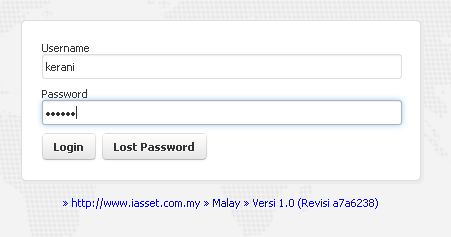 Username
kerani
Password
••••••
Login Lost Password
» http://www.iasset.com.my » Malay » Versi 1.0 (Revisi a7a6238)